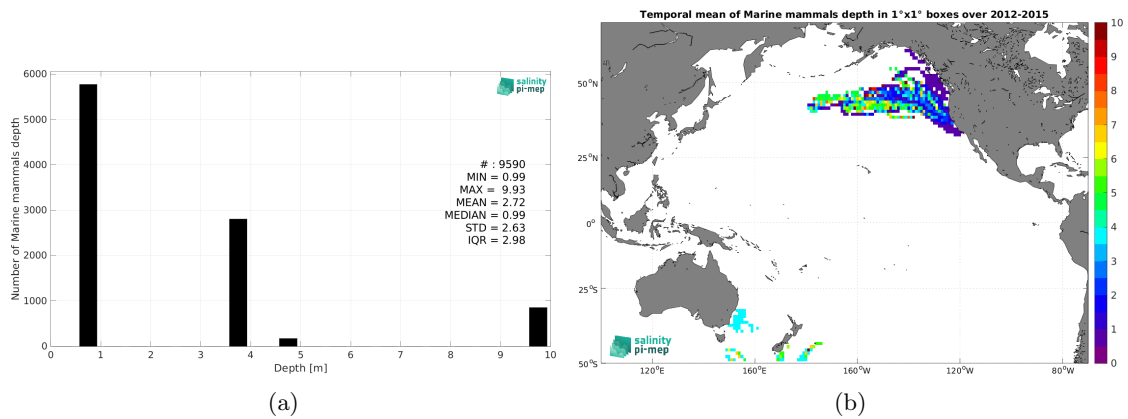 6000
5000
4000
3000
2000
1000
0
Number of Marine mammals depth
salinity
pi-mep
# : 9590
MIN = 0.99
MAX = 9.93
MEAN = 2.72
MEDIAN = 0.99
STD = 2.63
IQR = 2.98
0 1 2 3 4 5 6 7 8 9 10
Depth [m]
(a)
Temporal mean of Marine mammals depth in 1°x1° boxes over 2012-2015
50°N
25°N
0°
25°S
50°S
120°E 160°E 160°W 120°W 80°W
salinity
pi-mep
10
9
8
7
6
5
4
3
2
1
0
(b)